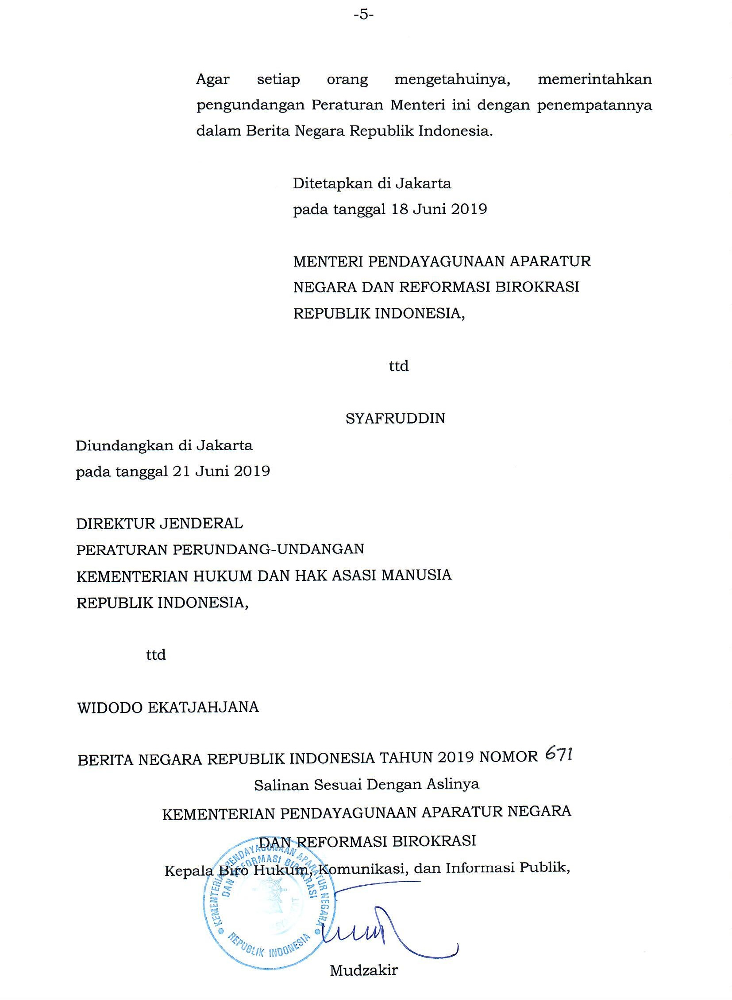 -5-
Agar setiap orang mengetahuinya, memerintahkan
pengundangan Peraturan Menteri ini dengan penempatannya
dalam Berita Negara Republik Indonesia.
Ditetapkan di Jakarta
pada tanggal 18 Juni 2019
MENTERI PENDAYAGUNAAN APARATUR
NEGARA DAN REFORMASI BIROKRASI
REPUBLIK INDONESIA,
ttd
SYAFRUDDIN
Diundangkan di Jakarta
pada tanggal 21 Juni 2019
DIREKTUR JENDERAL
PERATURAN PERUNDANG-UNDANGAN
KEMENTERIAN HUKUM DAN HAK ASASI MANUSIA
REPUBLIK INDONESIA,
ttd
WIDODO EKATJAHJANA
BERITA NEGARA REPUBLIK INDONESIA TAHUN 2019 NOMOR 671
Salinan Sesuai Dengan Aslinya
KEMENTERIAN PENDAYAGUNAAN APARATUR NEGARA
DAN REFORMASI BIROKRASI
Kepala Biro Hukum, Komunikasi, dan Informasi Publik,
KEMENTERIAN PENDAYAGUNAAN APARATUR NEGARA
DAN REFORMASI BIROKRASI
REPUBLIK INDONESIA
Mudzakir